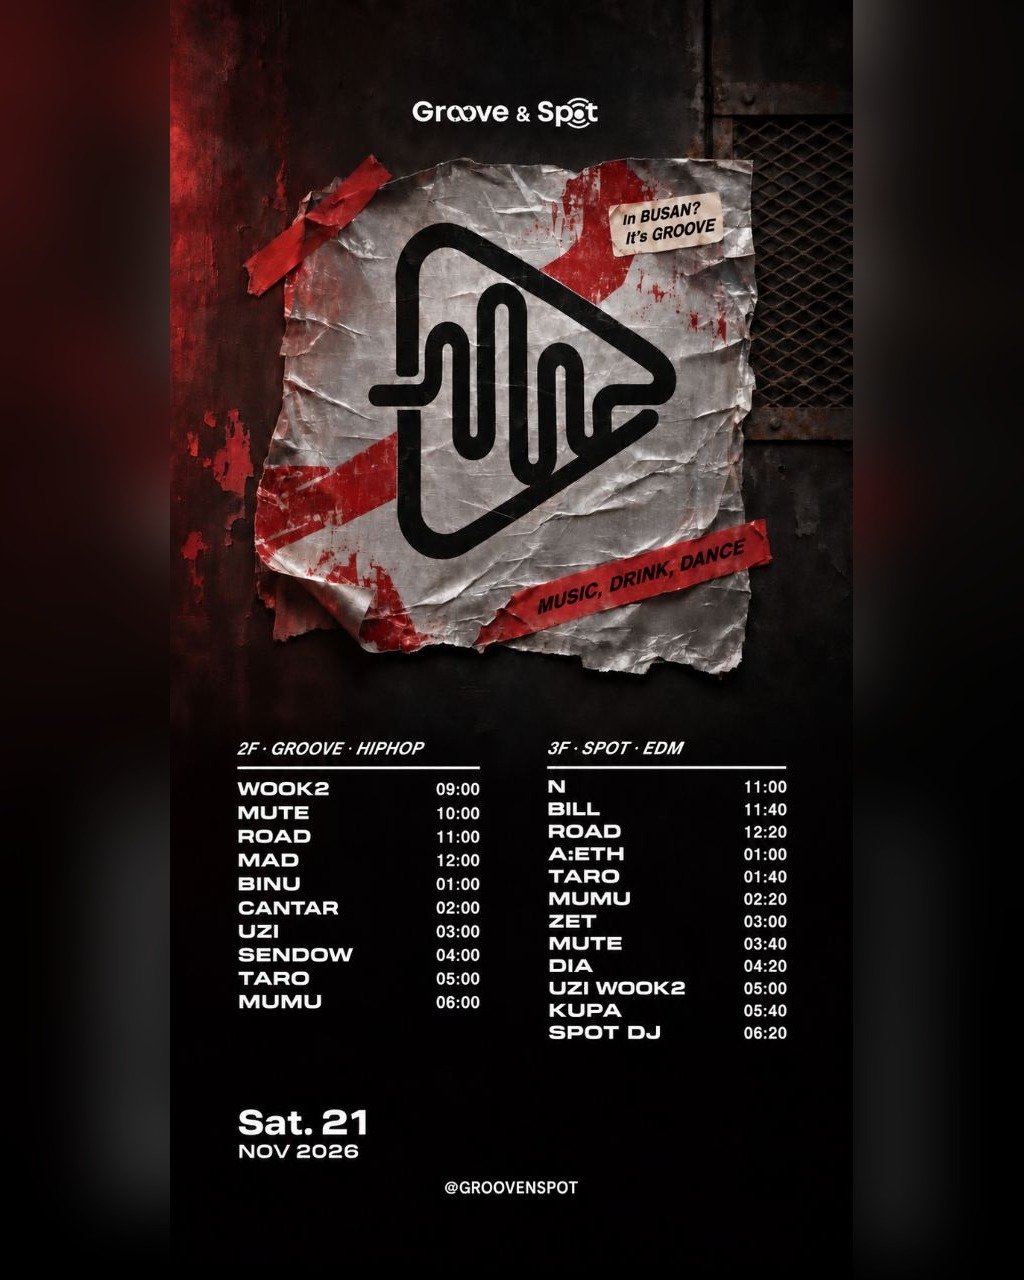 Groove & Spot
In BUSAN?
It's GROOVE
MUSIC, DRINK, DANCE
2F · GROOVE · HIPHOP
WOOK2 09:00
MUTE 10:00
ROAD 11:00
MAD 12:00
BINU 01:00
CANTAR 02:00
UZI 03:00
SENDOW 04:00
TARO 05:00
MUMU 06:00
3F · SPOT · EDM
N 11:00
BILL 11:40
ROAD 12:20
A:ETH 01:00
TARO 01:40
MUMU 02:20
ZET 03:00
MUTE 03:40
DIA 04:20
UZI WOOK2 05:00
KUPA 05:40
SPOT DJ 06:20
Sat. 21
NOV 2026
@GROOVENSPOT